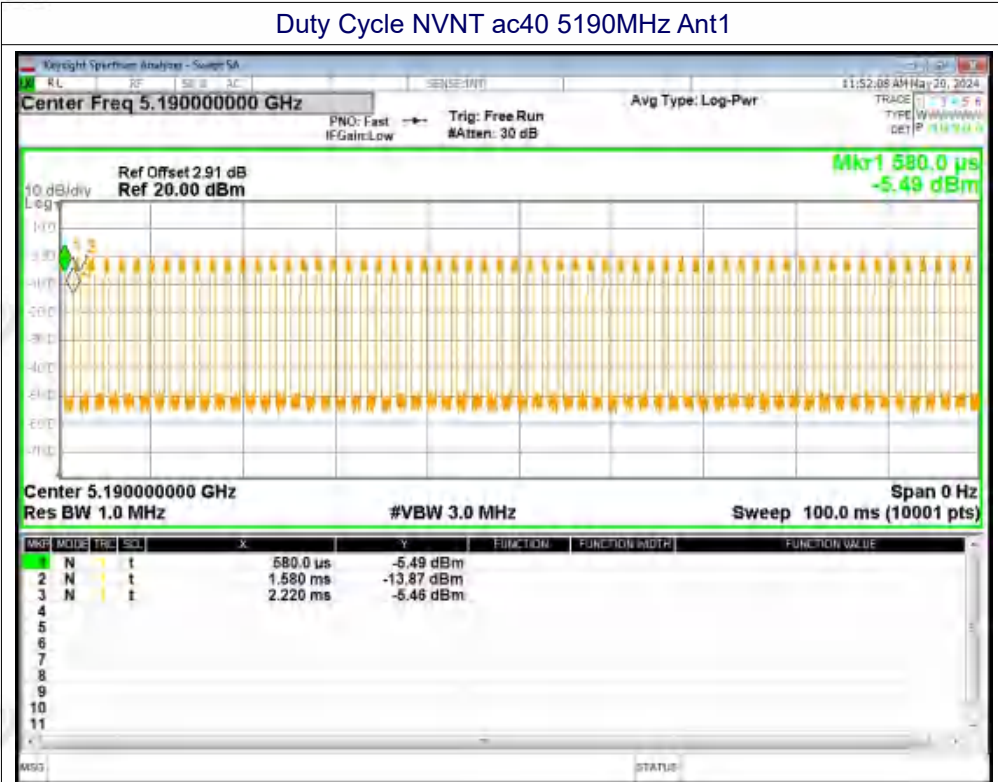 Duty Cycle NVNT ac40 5190MHz Ant1
Keysight Spectrum Analyzer - Swept SA
RL RF 50 Ω AC SENSE:INT 11:52:08 AM May 20, 2024
Center Freq 5.190000000 GHz
Avg Type: Log-Pwr
TRACE
PNO: Fast
Trig: Free Run
TYPE
IFGain:Low
#Atten: 30 dB
DET P
Mkr1 580.0 µs
-5.49 dBm
Ref Offset 2.91 dB
10 dB/div Ref 20.00 dBm
Log
Center 5.190000000 GHz
Span 0 Hz
Res BW 1.0 MHz
#VBW 3.0 MHz
Sweep 100.0 ms (10001 pts)
MKR MODE TRC SCL X Y FUNCTION FUNCTION WIDTH FUNCTION VALUE
1 N 1 t 580.0 µs -5.49 dBm
2 N 1 t 1.580 ms -13.87 dBm
3 N 1 t 2.220 ms -5.46 dBm
4
5
6
7
8
9
10
11
MSG STATUS